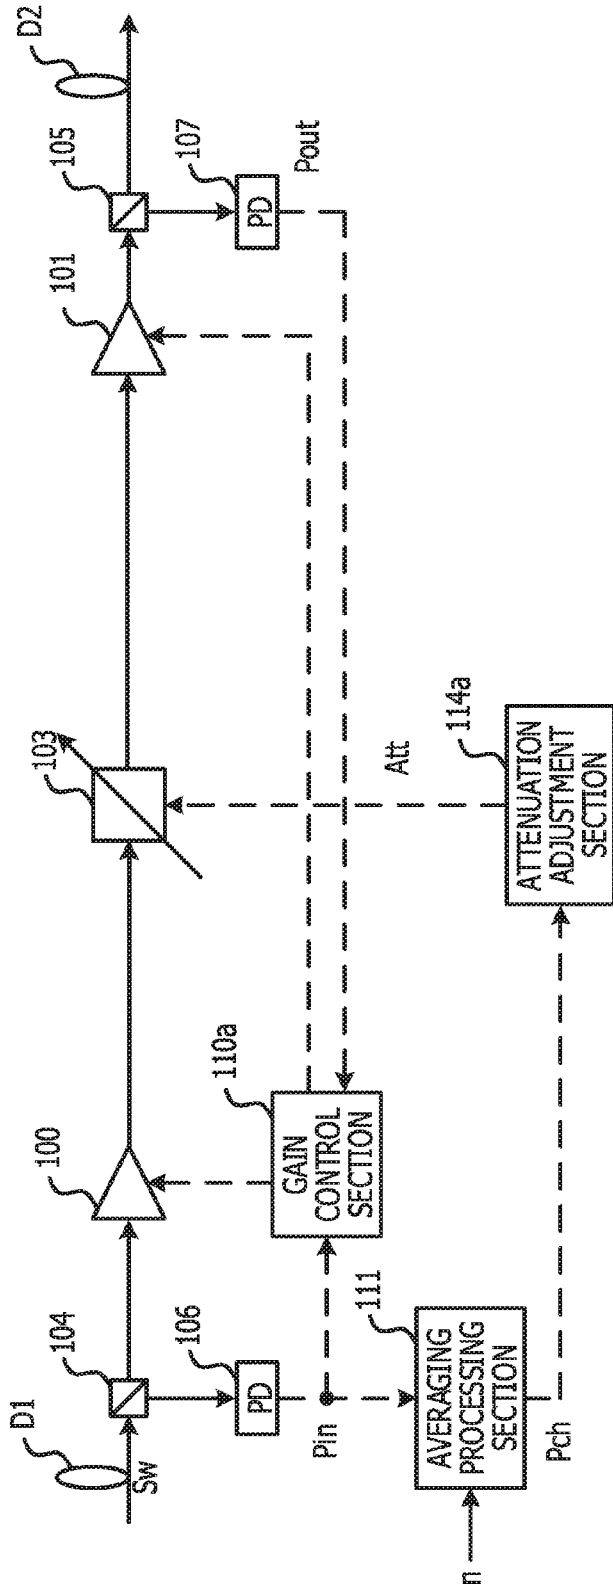 D1
Sw
104
106
PD
Pin
n
111
AVERAGING
PROCESSING
SECTION
Pch
100
110a
GAIN
CONTROL
SECTION
103
Att
114a
ATTENUATION
ADJUSTMENT
SECTION
101
105
107
PD
Pout
D2